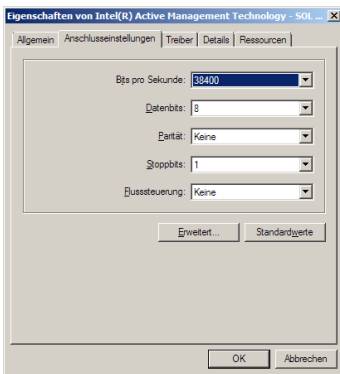 Eigenschaften von Intel(R) Active Management Technology - SOL ...
Allgemein Anschlusseinstellungen Treiber Details Ressourcen
Bits pro Sekunde: 38400
Datenbits: 8
Parität: Keine
Stoppbits: 1
Flusssteuerung: Keine
Erweitert... Standardwerte
OK Abbrechen